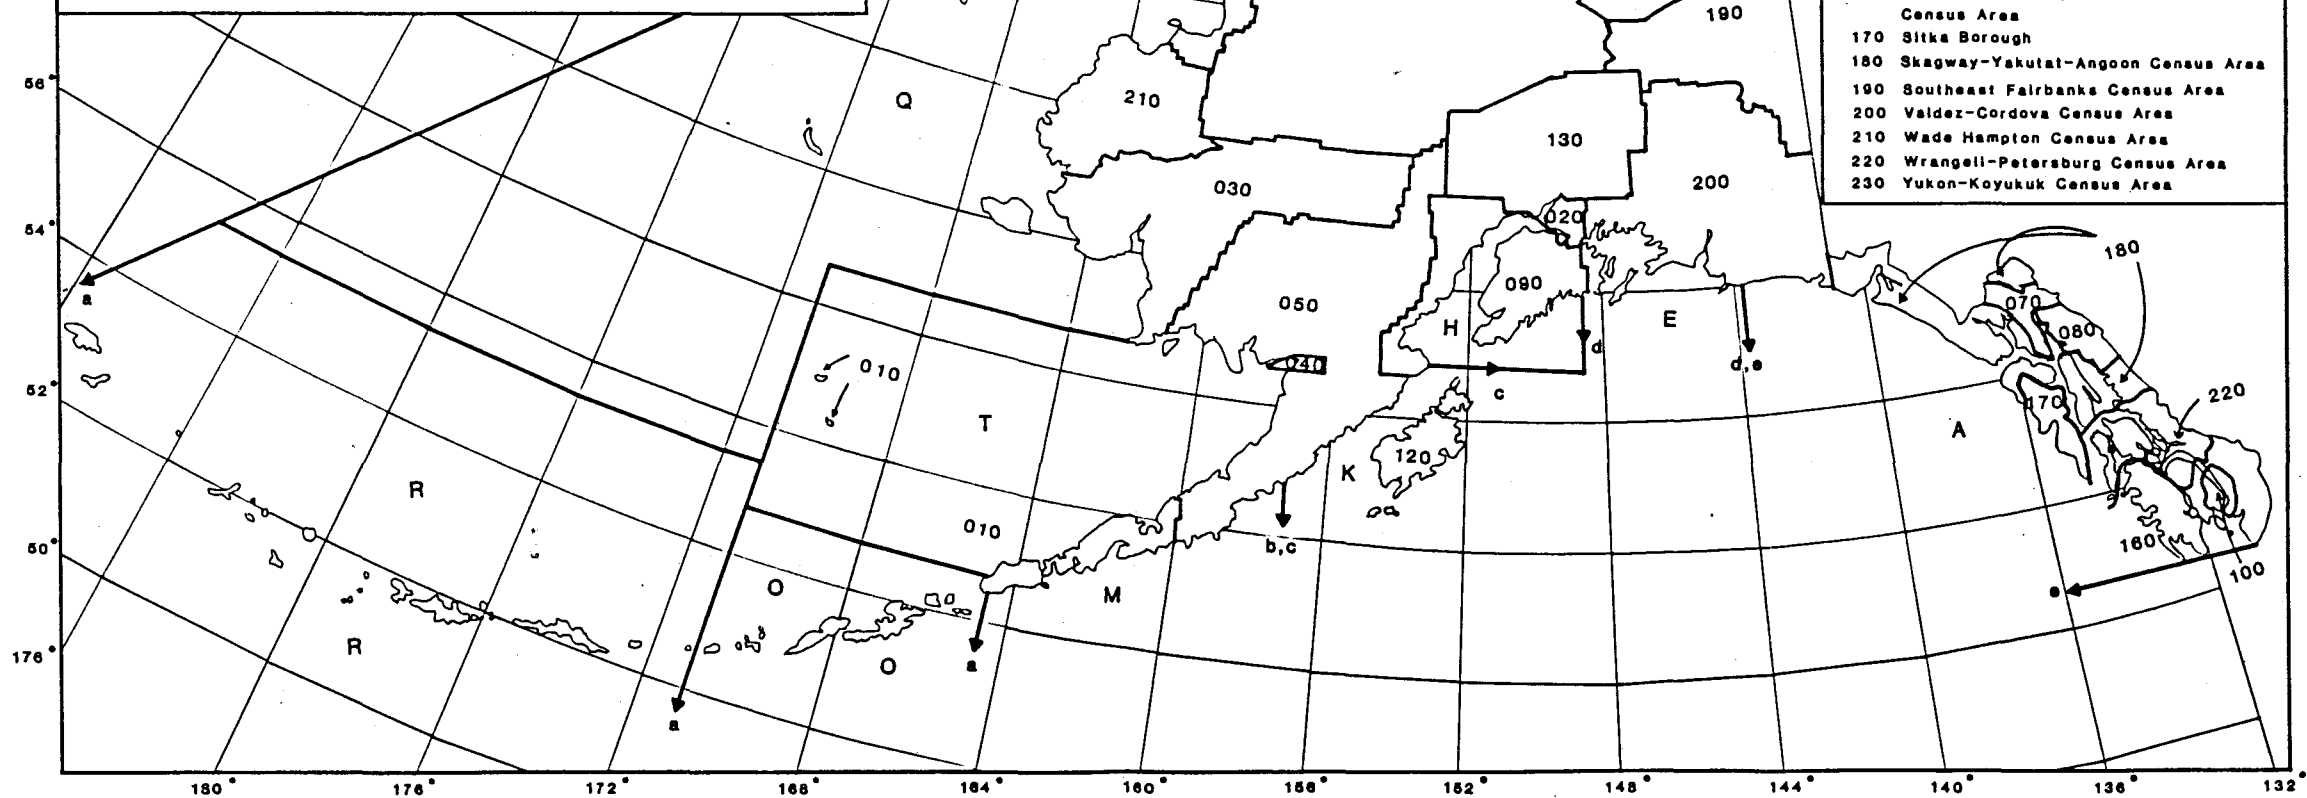 190
Census Area
170 Sitka Borough
180 Skagway-Yakutat-Angoon Census Area
190 Southeast Fairbanks Census Area
200 Valdez-Cordova Census Area
210 Wade Hampton Census Area
220 Wrangell-Petersburg Census Area
230 Yukon-Koyukuk Census Area
56°
Q
210
130
030
200
020
54°
180
a
050
090
070
H
E
080
d
010
040
d,e
52°
c
220
170
T
A
K
120
R
010
50°
b,c
160
100
O
M
e
R
176°
O
a
a
180° 176° 172° 168° 164° 160° 156° 152° 148° 144° 140° 136° 132°